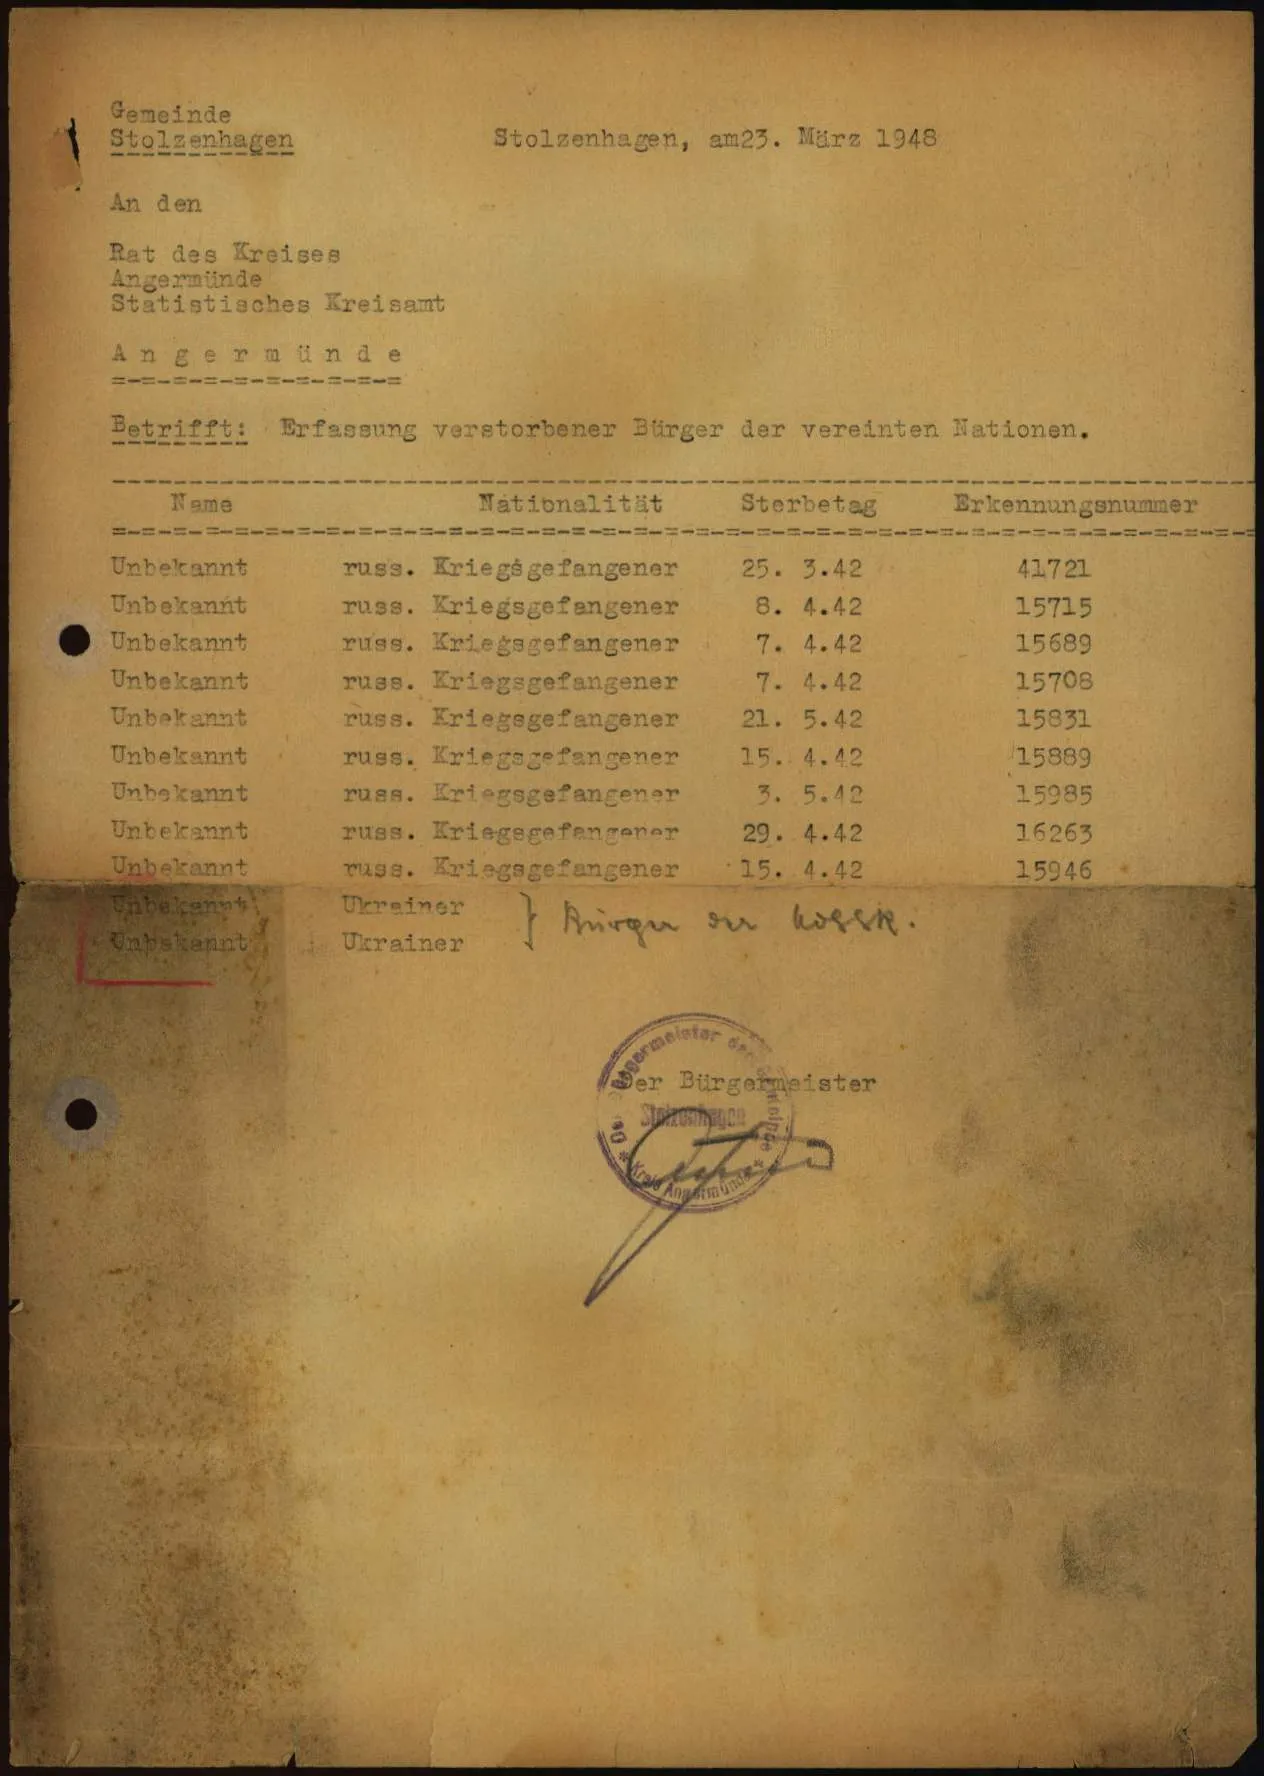 Gemeinde
Stolzenhagen
Stolzenhagen, am23. März 1948
An den
Rat des Kreises
Angermünde
Statistisches Kreisamt
A n g e r m ü n d e
=-=-=-=-=-=-=-=-=-=
Betrifft: Erfassung verstorbener Bürger der vereinten Nationen.
Name Nationalität Sterbetag Erkennungsnummer
Unbekannt russ. Kriegsgefangener 25. 3.42 41721
Unbekannt russ. Kriegsgefangener 8. 4.42 15715
Unbekannt russ. Kriegsgefangener 7. 4.42 15689
Unbekannt russ. Kriegsgefangener 7. 4.42 15708
Unbekannt russ. Kriegsgefangener 21. 5.42 15831
Unbekannt russ. Kriegsgefangener 15. 4.42 15889
Unbekannt russ. Kriegsgefangener 3. 5.42 15985
Unbekannt russ. Kriegsgefangener 29. 4.42 16263
Unbekannt russ. Kriegsgefangener 15. 4.42 15946
Unbekannt Ukrainer
Unbekannt Ukrainer
} Bürger der
Der Bürgermeister
Der Bürgermeister der Gemeinde
Stolzenhagen
* Kreis Angermünde *